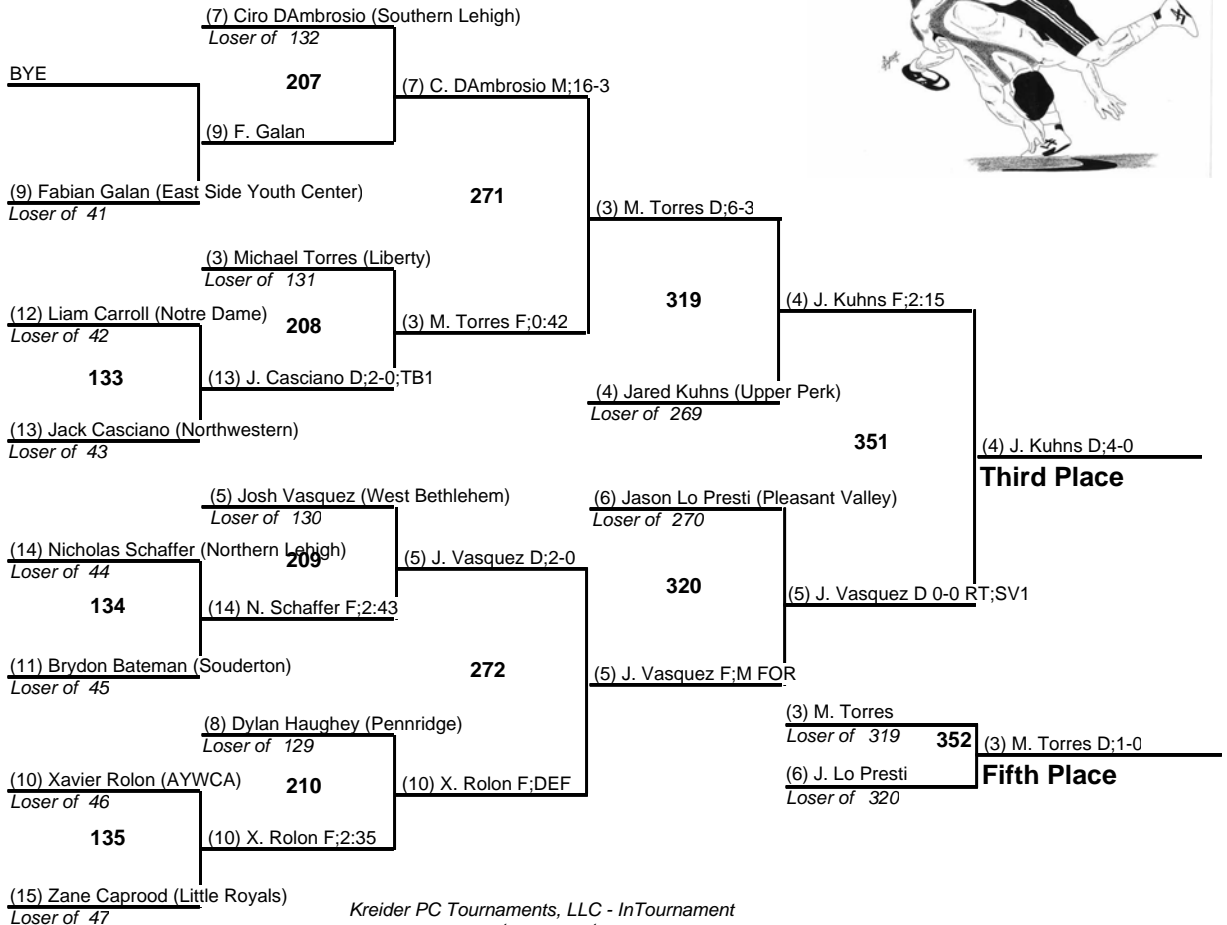 (7) Ciro DAmbrosio (Southern Lehigh)
Loser of 132
BYE
207
(7) C. DAmbrosio M;16-3
(9) F. Galan
(9) Fabian Galan (East Side Youth Center)
Loser of 41
271
(3) M. Torres D;6-3
(3) Michael Torres (Liberty)
Loser of 131
(12) Liam Carroll (Notre Dame)
Loser of 42
208
(3) M. Torres F;0:42
319
(4) J. Kuhns F;2:15
133
(13) J. Casciano D;2-0;TB1
(4) Jared Kuhns (Upper Perk)
Loser of 269
(13) Jack Casciano (Northwestern)
Loser of 43
351
(4) J. Kuhns D;4-0
Third Place
(5) Josh Vasquez (West Bethlehem)
Loser of 130
(6) Jason Lo Presti (Pleasant Valley)
Loser of 270
(14) Nicholas Schaffer (Northern Lehigh)
Loser of 44
209
(5) J. Vasquez D;2-0
320
(5) J. Vasquez D 0-0 RT;SV1
134
(14) N. Schaffer F;2:43
(11) Brydon Bateman (Souderton)
Loser of 45
272
(5) J. Vasquez F;M FOR
(8) Dylan Haughey (Pennridge)
Loser of 129
(3) M. Torres
Loser of 319
352
(3) M. Torres D;1-0
Fifth Place
(6) J. Lo Presti
Loser of 320
(10) Xavier Rolon (AYWCA)
Loser of 46
210
(10) X. Rolon F;DEF
135
(10) X. Rolon F;2:35
(15) Zane Caprood (Little Royals)
Loser of 47
Kreider PC Tournaments, LLC - InTournament